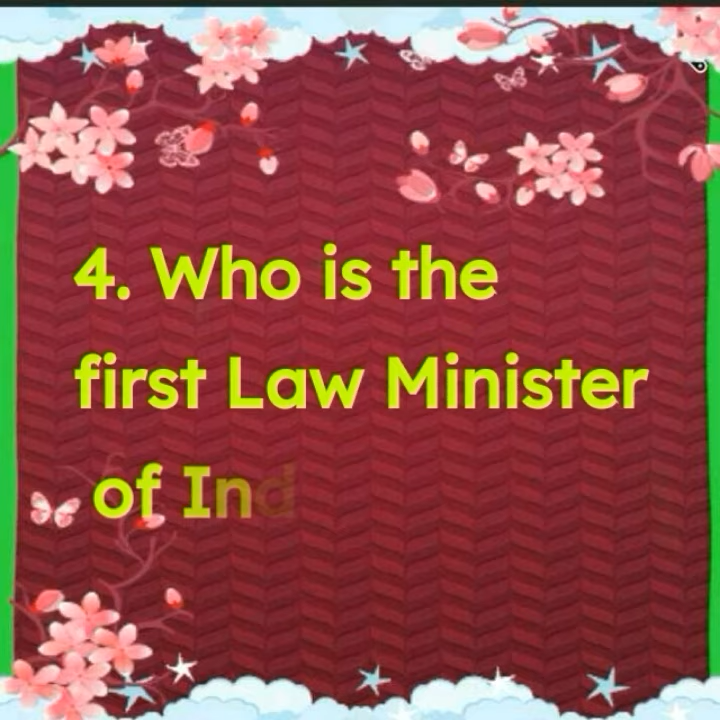 4. Who is the
first Law Minister
of Ind